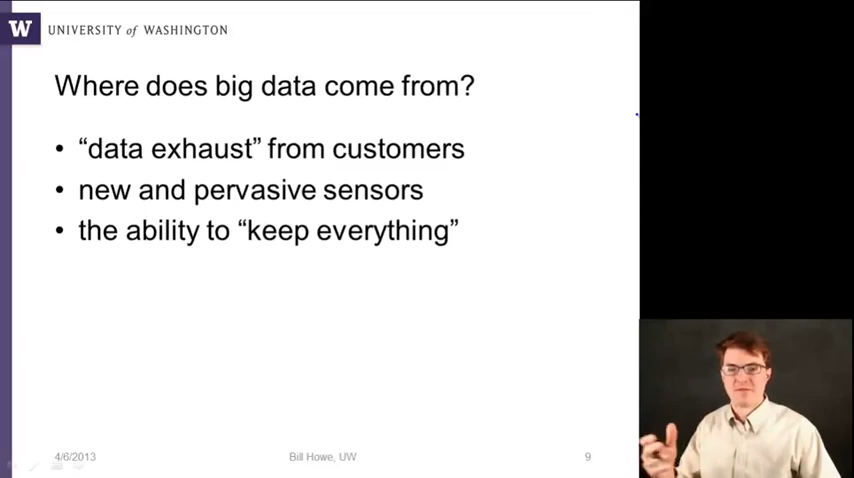 W UNIVERSITY of WASHINGTON
Where does big data come from?
• “data exhaust” from customers
• new and pervasive sensors
• the ability to “keep everything”
4/6/2013 Bill Howe, UW 9